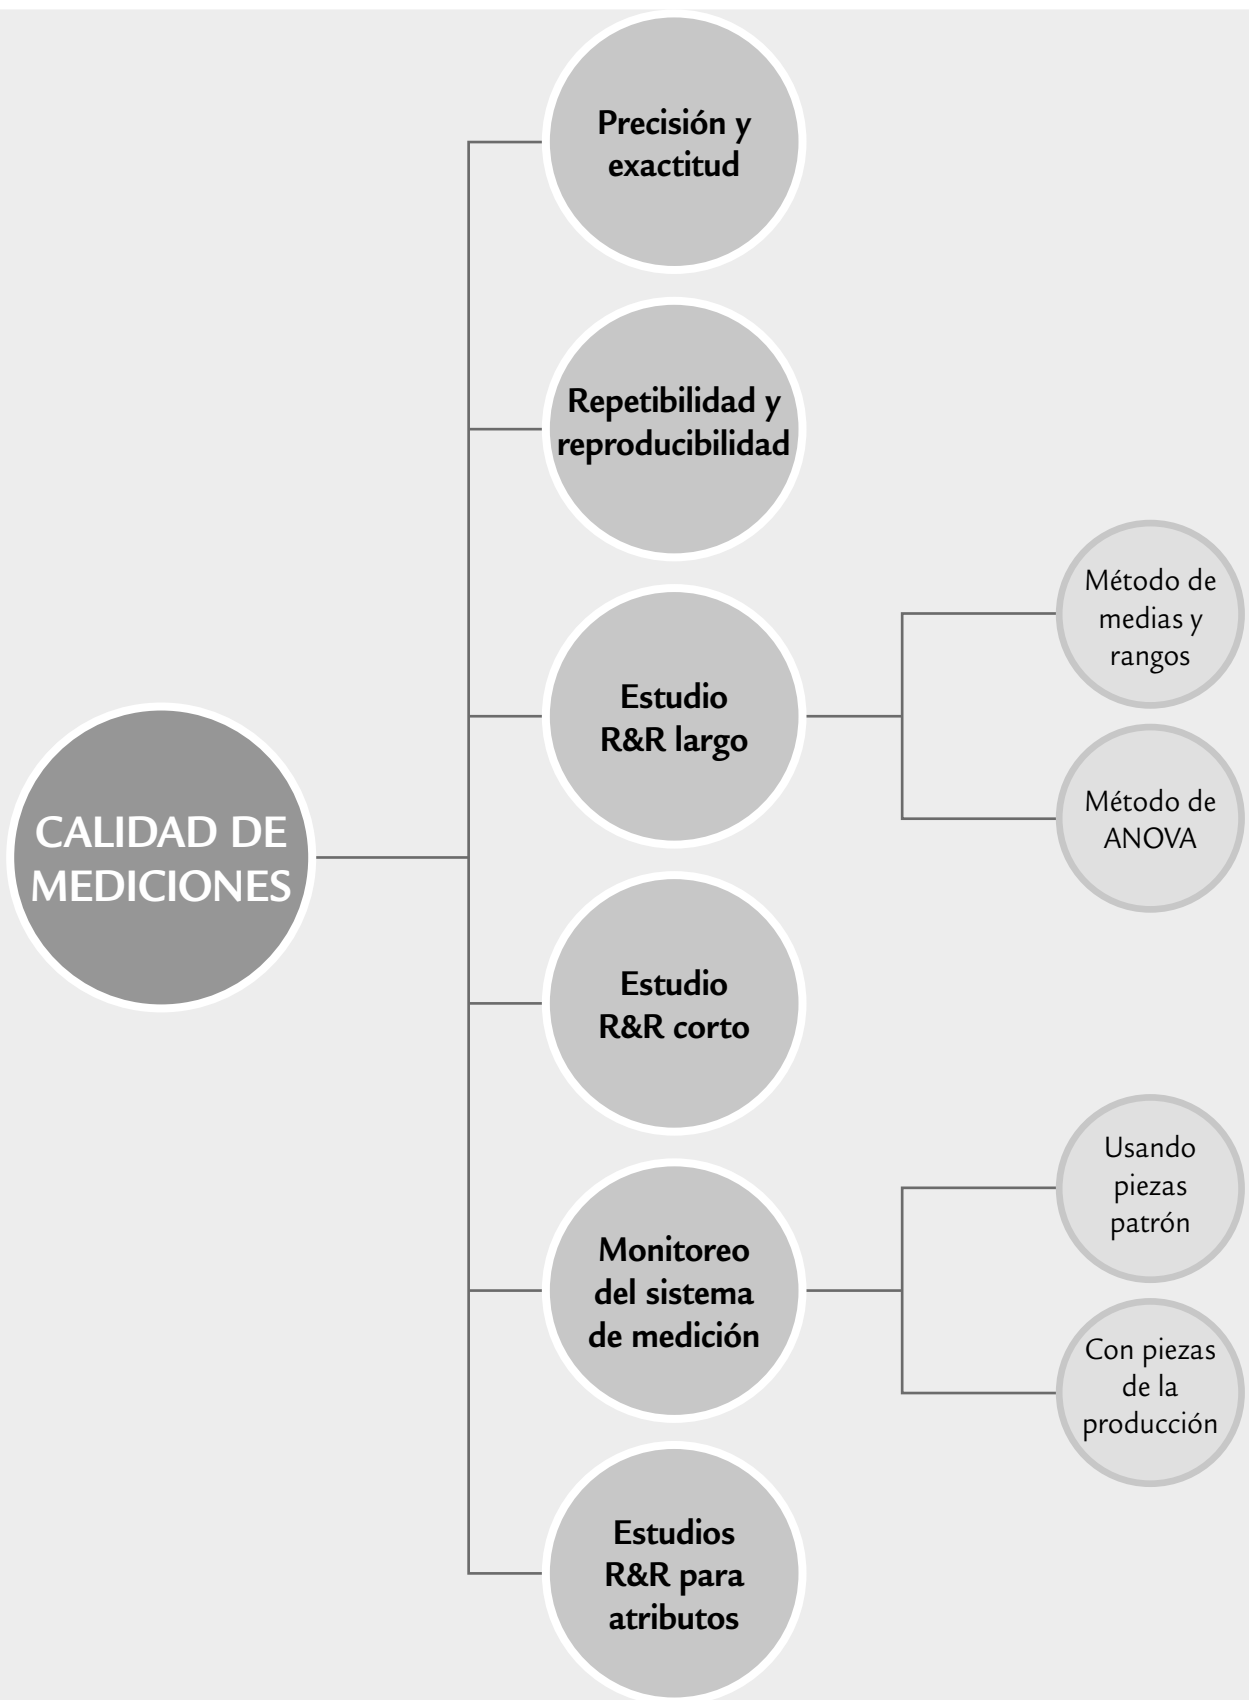 Precisión y
exactitud
Repetibilidad y
reproducibilidad
Método de
medias y
rangos
Estudio
R&R largo
Método de
ANOVA
CALIDAD DE
MEDICIONES
Estudio
R&R corto
Usando
piezas
patrón
Monitoreo
del sistema
de medición
Con piezas
de la
producción
Estudios
R&R para
atributos